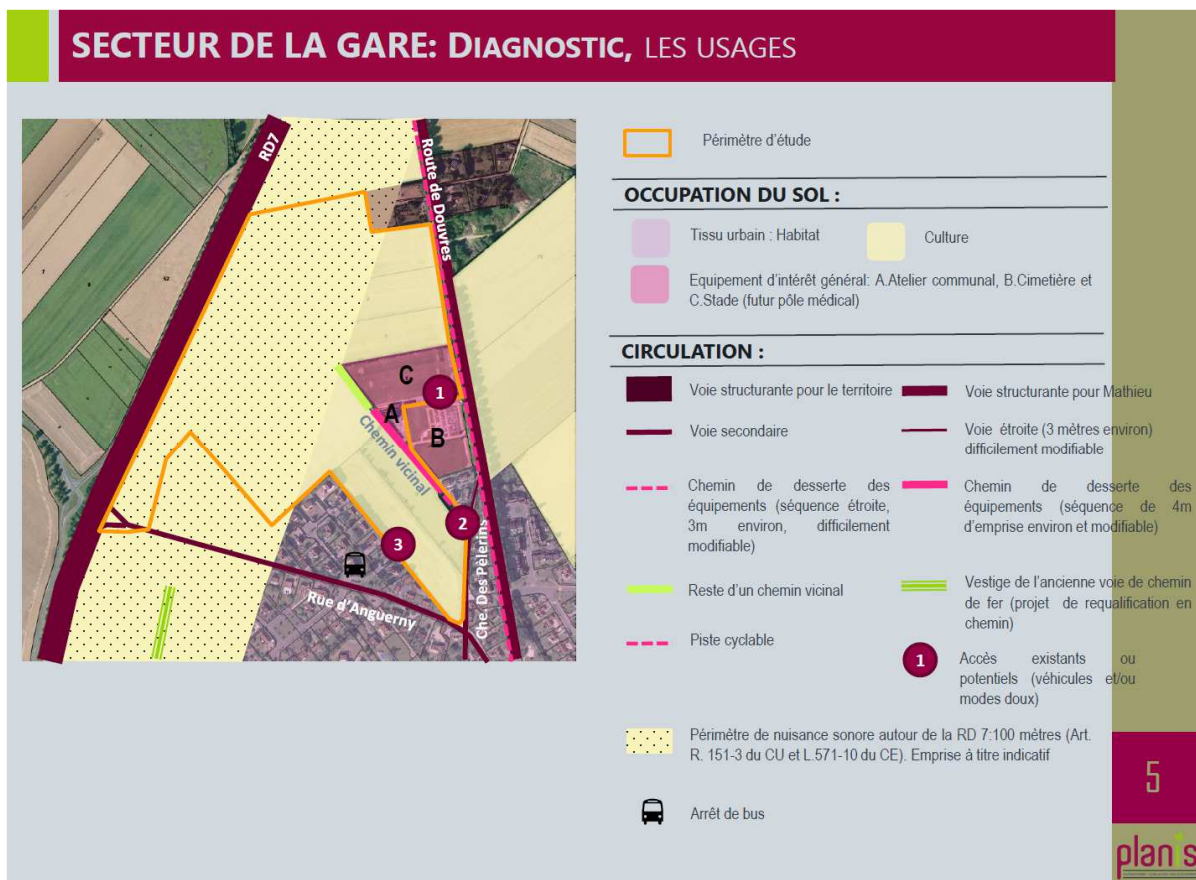 SECTEUR DE LA GARE: DIAGNOSTIC, LES USAGES
RD7
Route de Douvres
C
1
A
B
Chemin vicinal
2
3
Che. Des Pèlerins
Rue d'Anguerny
Périmètre d'étude
OCCUPATION DU SOL :
Tissu urbain : Habitat
Culture
Equipement d'intérêt général: A.Atelier communal, B.Cimetière et
C.Stade (futur pôle médical)
CIRCULATION :
Voie structurante pour le territoire
Voie structurante pour Mathieu
Voie secondaire
Voie étroite (3 mètres environ)
difficilement modifiable
Chemin de desserte des
équipements (séquence étroite,
3m environ, difficilement
modifiable)
Chemin de desserte des
équipements (séquence de 4m
d'emprise environ et modifiable)
Reste d'un chemin vicinal
Vestige de l'ancienne voie de chemin
de fer (projet de requalification en
chemin)
Piste cyclable
1
Accès existants ou
potentiels (véhicules et/ou
modes doux)
Périmètre de nuisance sonore autour de la RD 7:100 mètres (Art.
R. 151-3 du CU et L.571-10 du CE). Emprise à titre indicatif
Arrêt de bus
5
planis